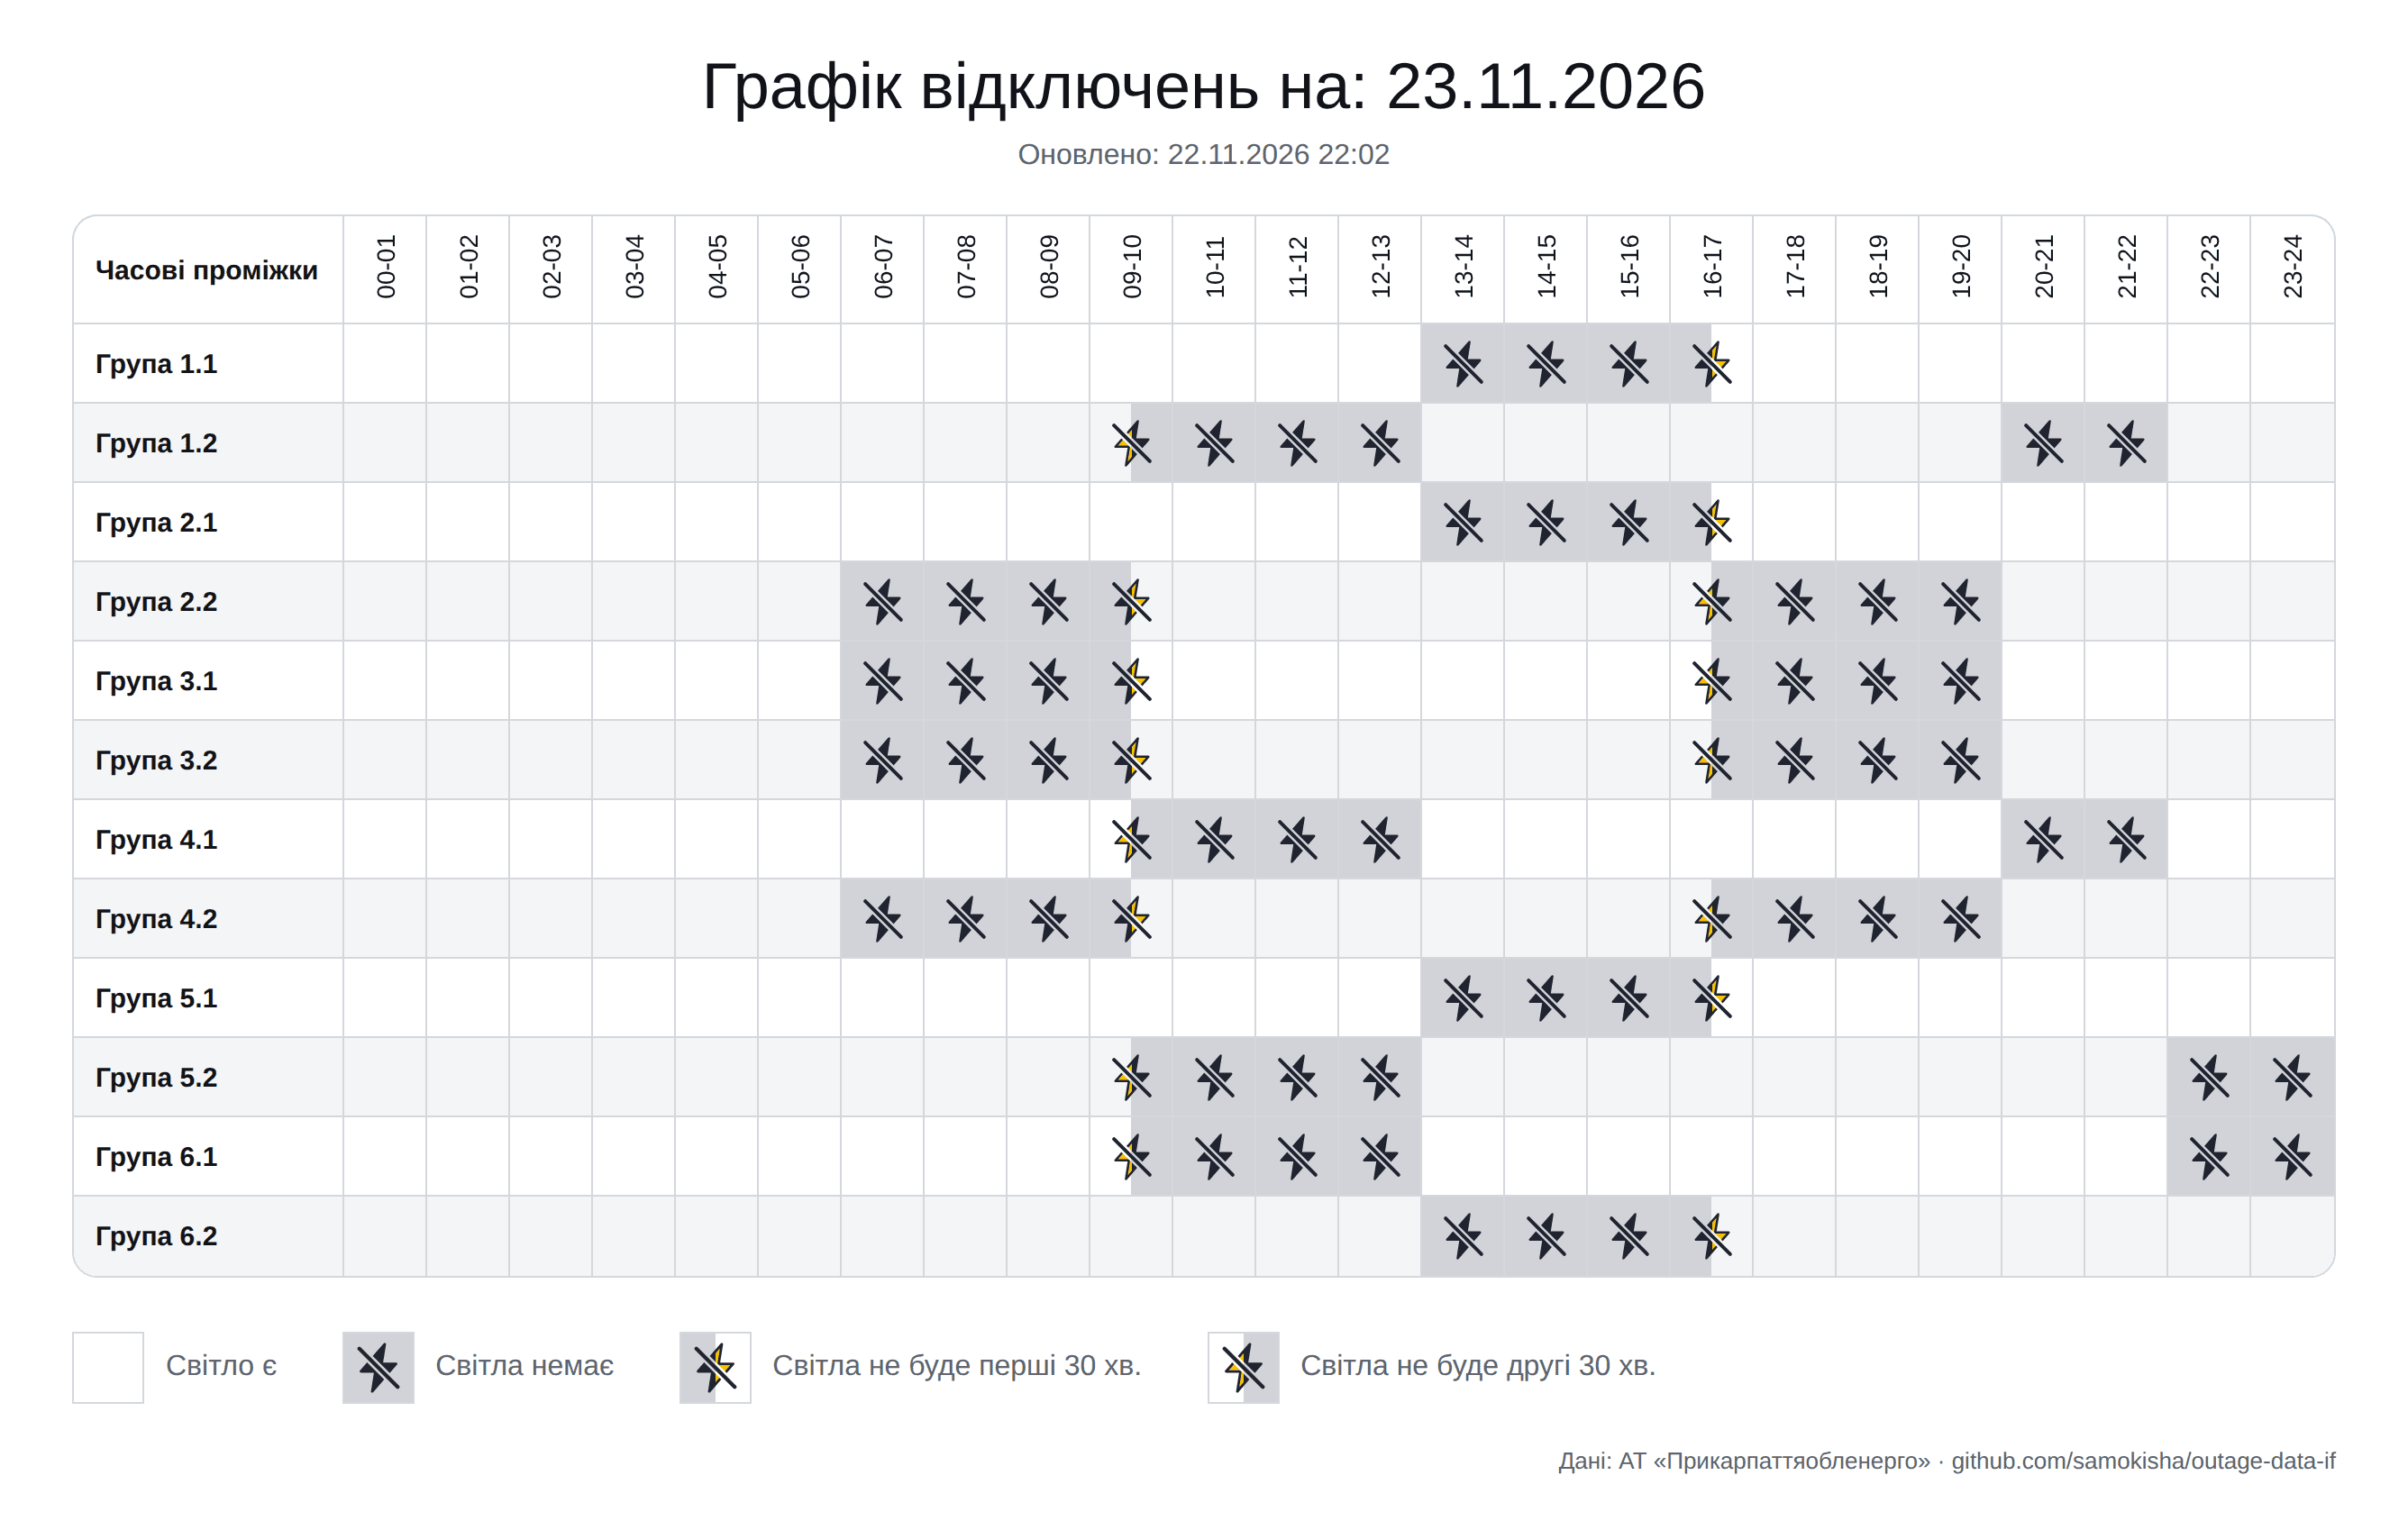 Графік відключень на: 23.11.2026
Оновлено: 22.11.2026 22:02
Часові проміжки 00-01 01-02 02-03 03-04 04-05 05-06 06-07 07-08 08-09 09-10 10-11 11-12 12-13 13-14 14-15 15-16 16-17 17-18 18-19 19-20 20-21 21-22 22-23 23-24
Група 1.1
Група 1.2
Група 2.1
Група 2.2
Група 3.1
Група 3.2
Група 4.1
Група 4.2
Група 5.1
Група 5.2
Група 6.1
Група 6.2
Світло є Світла немає Світла не буде перші 30 хв. Світла не буде другі 30 хв.
Дані: АТ «Прикарпаттяобленерго» · github.com/samokisha/outage-data-if